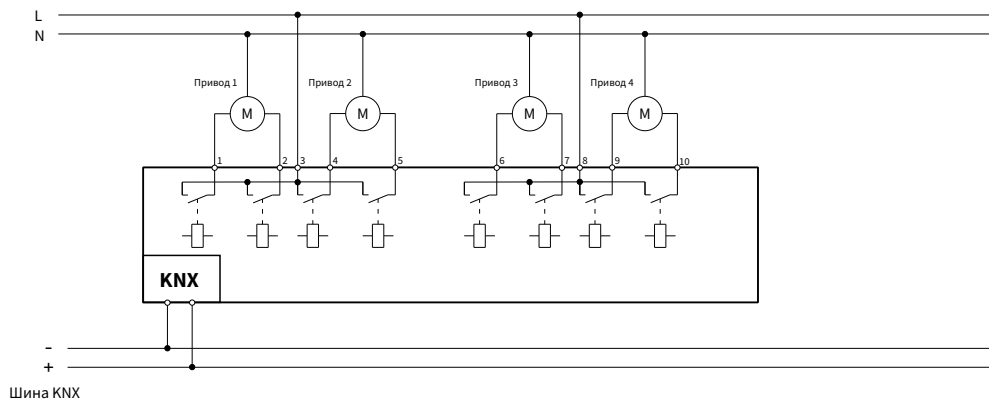 L
N
Привод 1
Привод 2
Привод 3
Привод 4
M
M
M
M
1
2
3
4
5
6
7
8
9
10
KNX
-
+
Шина KNX